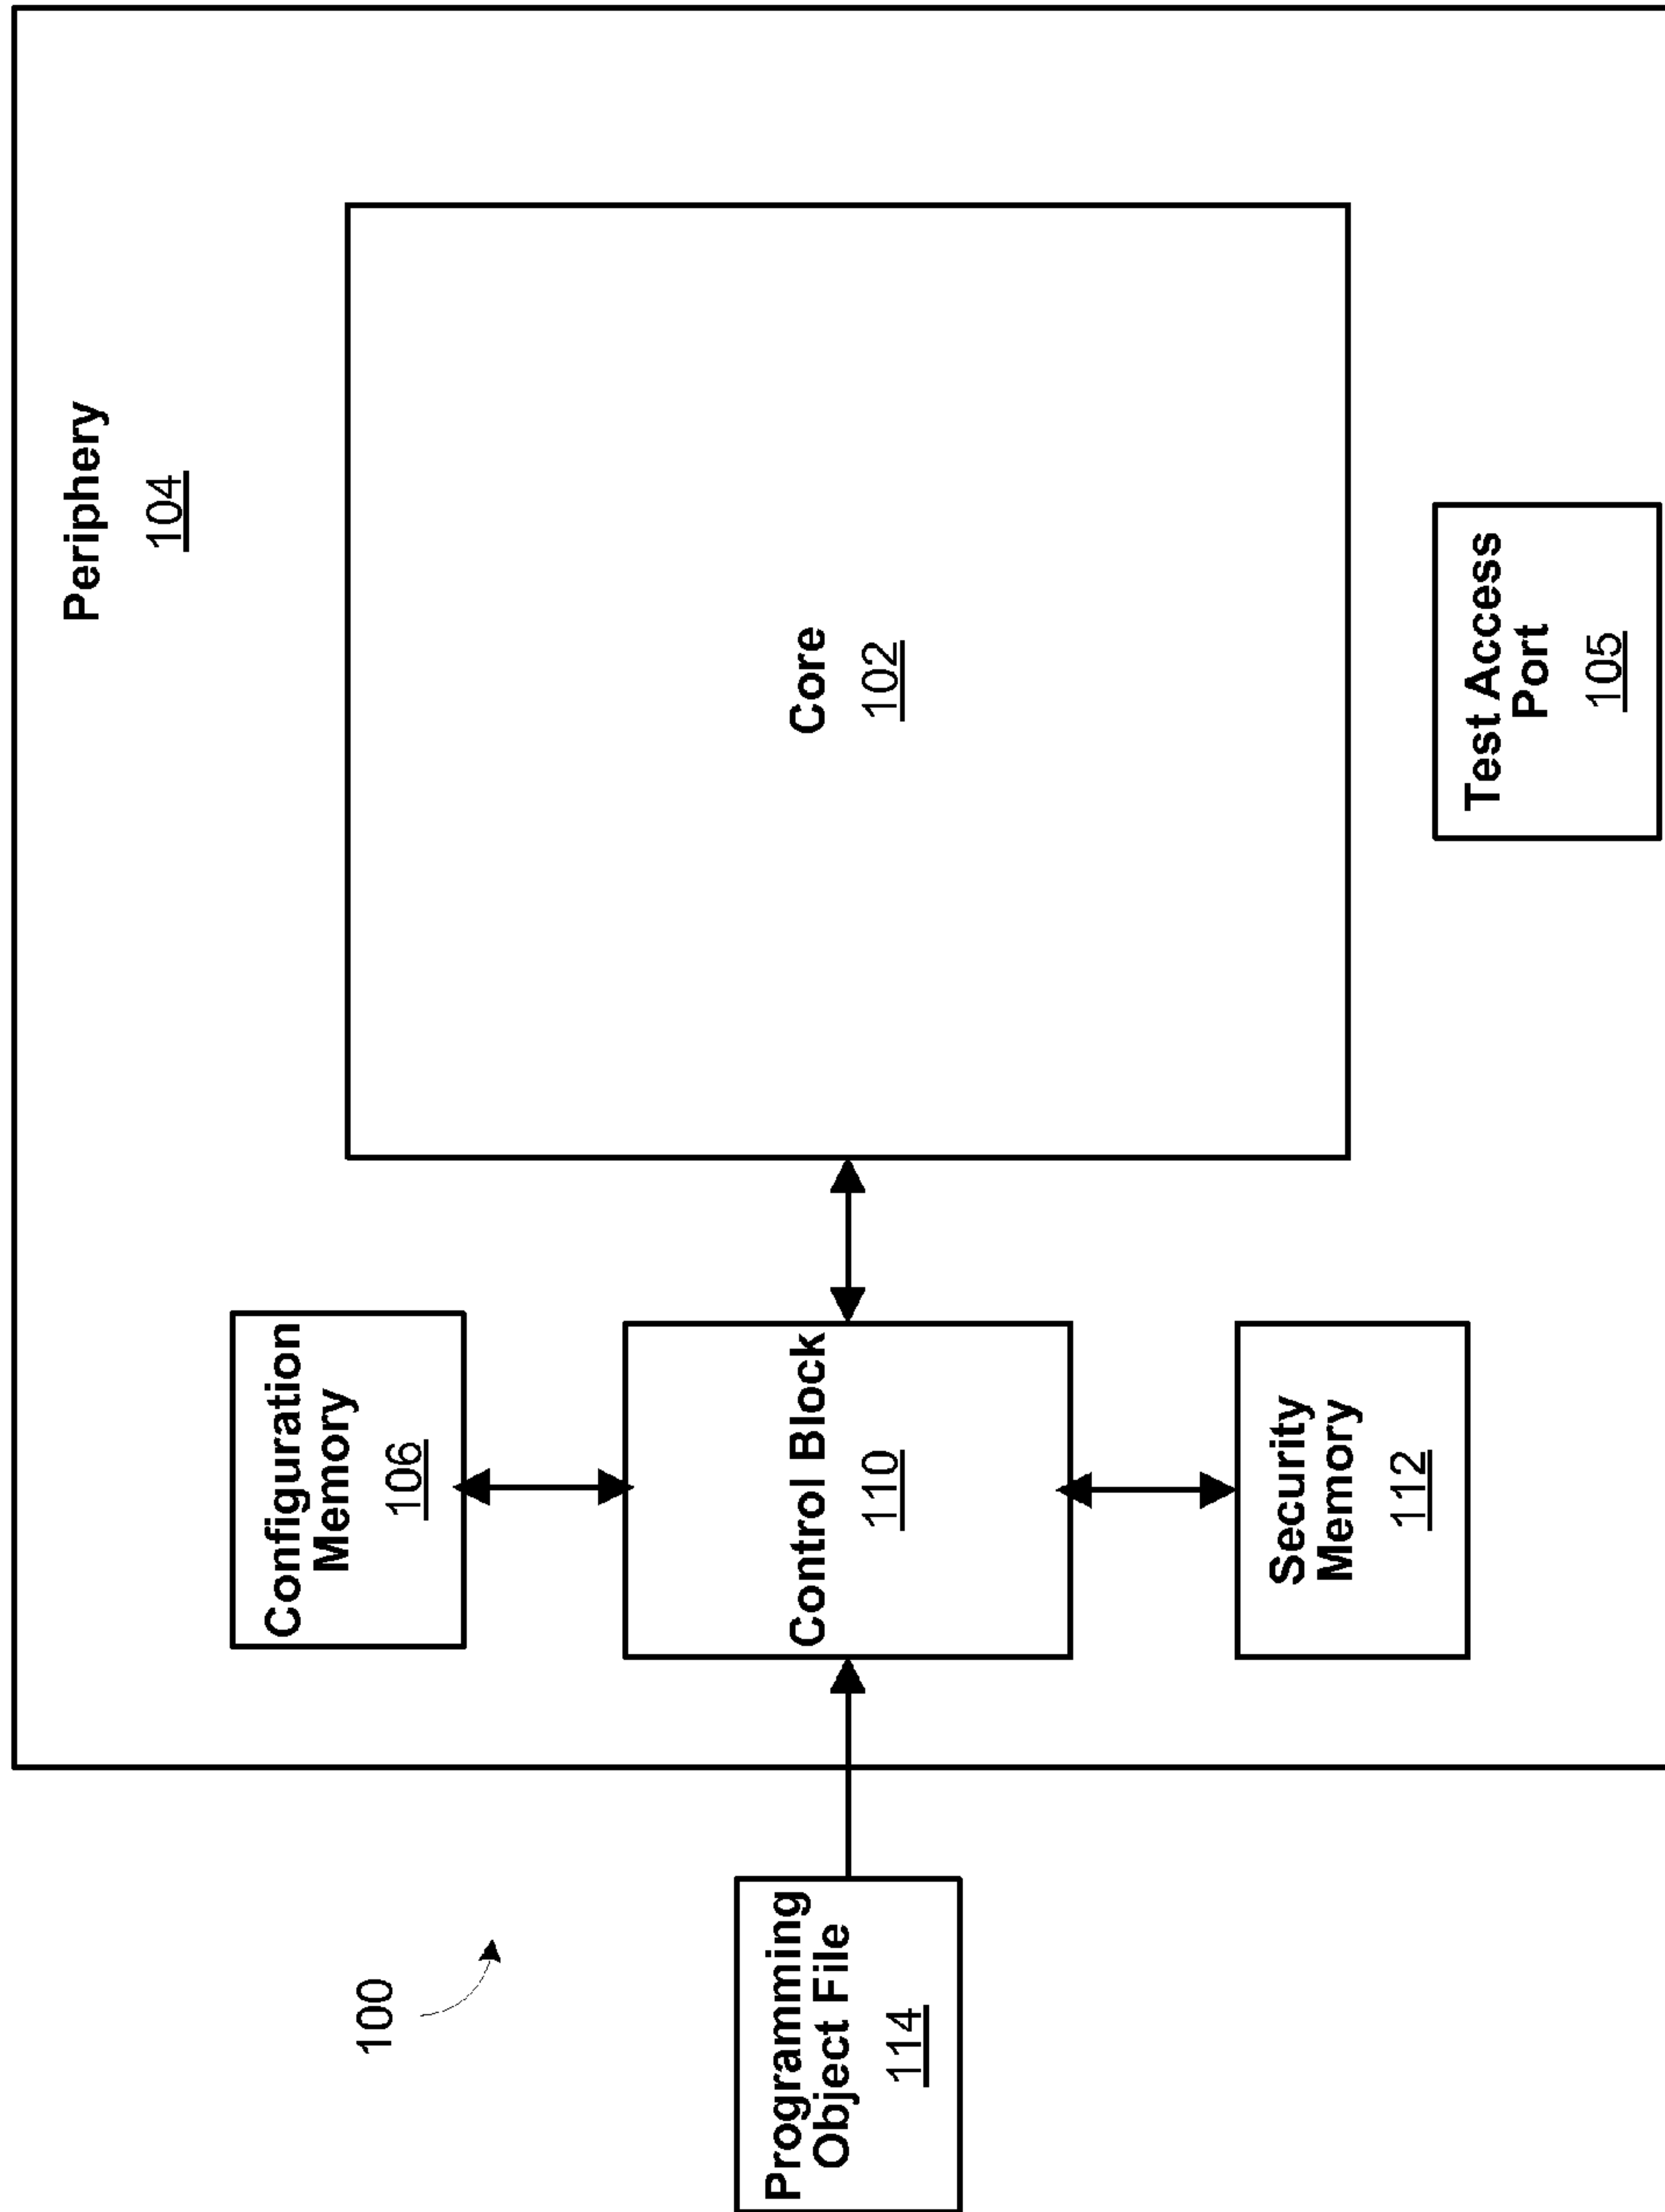 100
Programming
Object File
114
Configuration
Memory
106
Control Block
110
Security
Memory
112
Periphery
104
Core
102
Test Access
Port
105